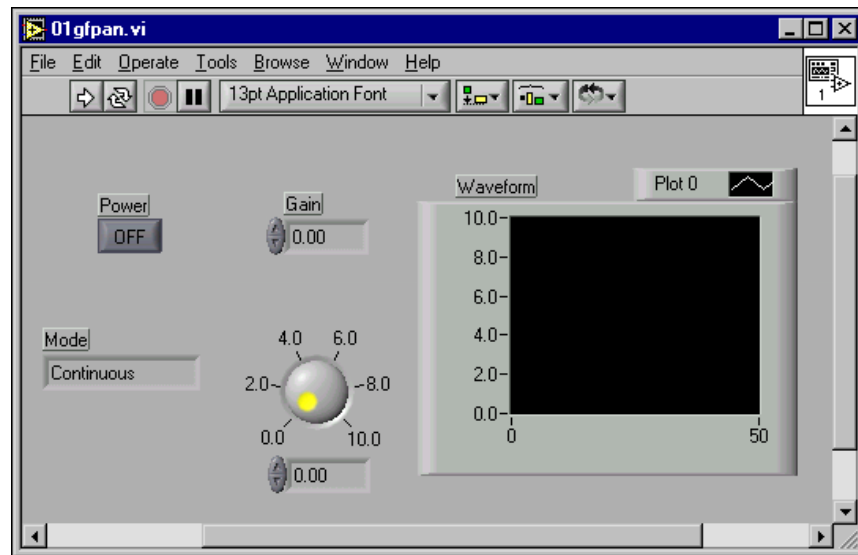 01gfpan.vi
File Edit Operate Tools Browse Window Help
13pt Application Font
1
Power
OFF
Gain
0.00
Waveform
Plot 0
10.0
8.0
6.0
4.0
2.0
0.0
0 50
Mode
Continuous
4.0 6.0
2.0 8.0
0.0 10.0
0.00